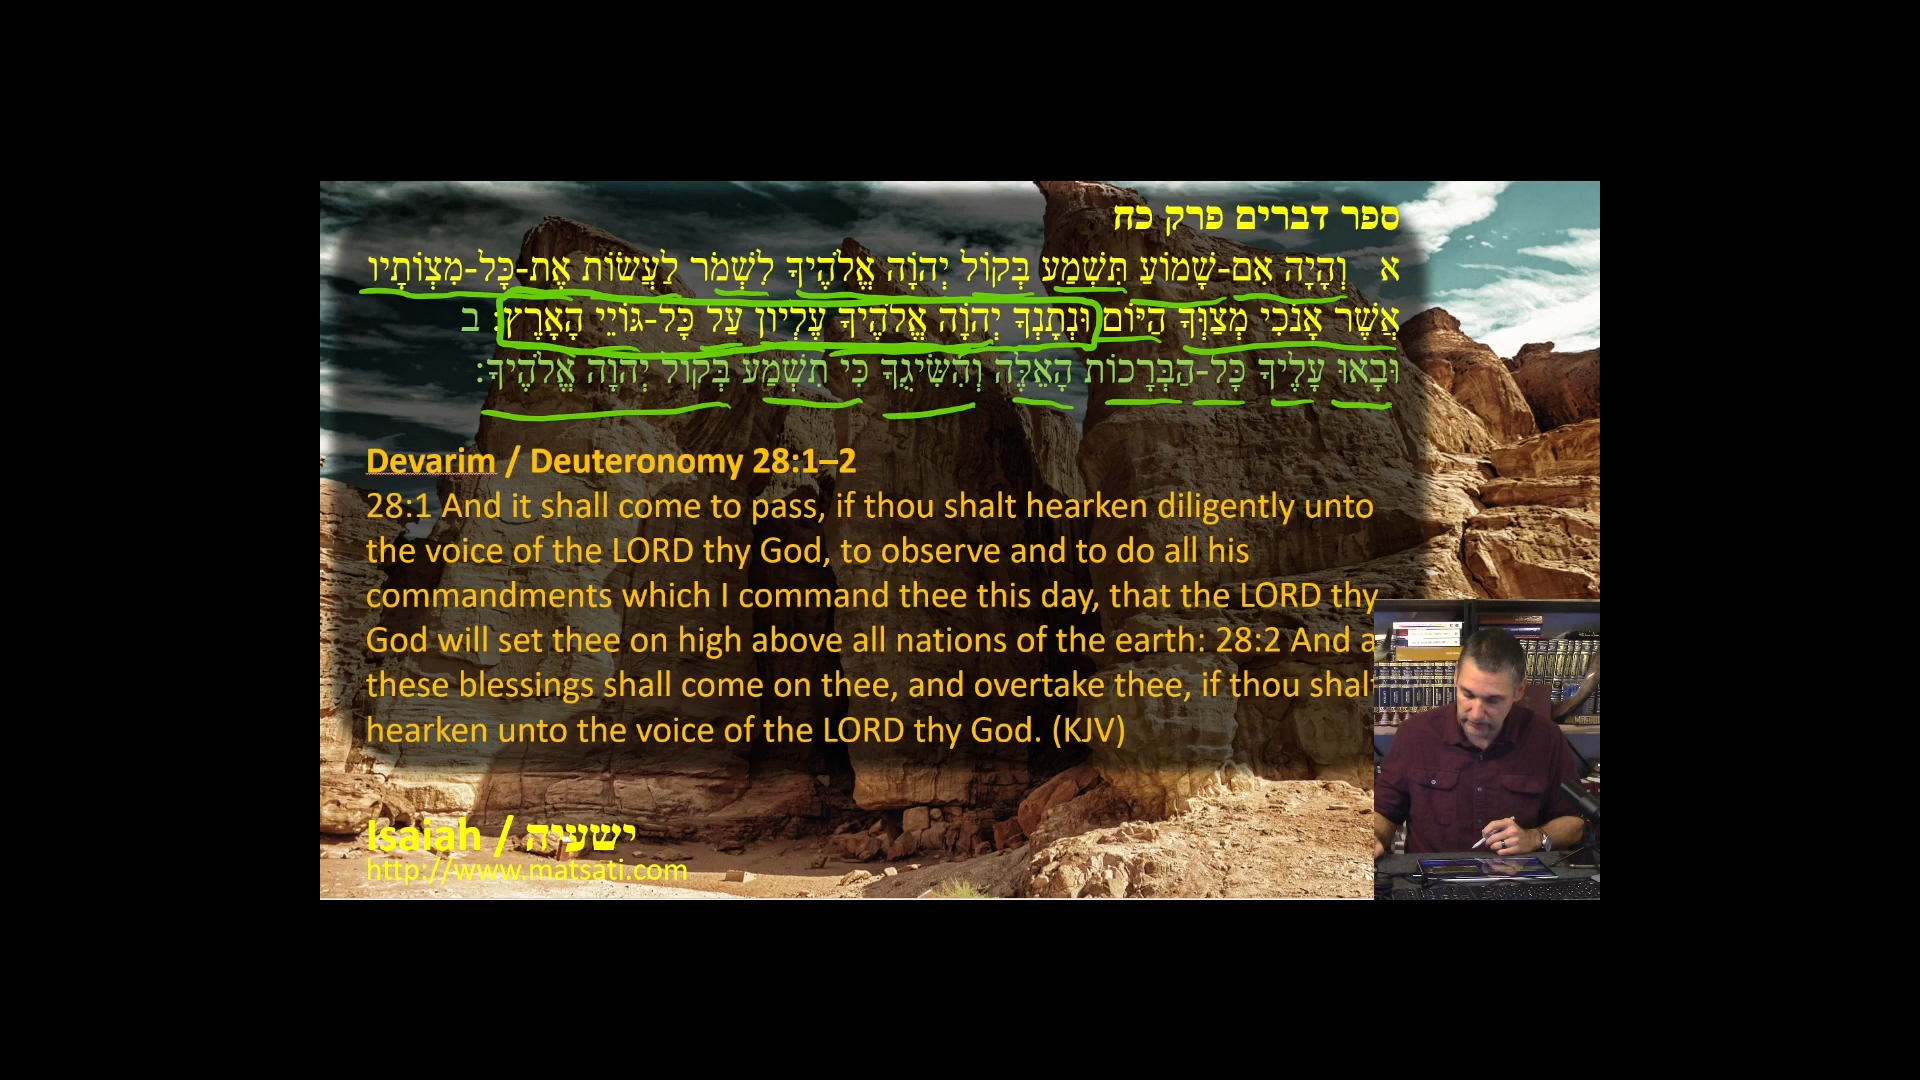 ספר דברים פרק כח
א וְהָיָה אִם-שָׁמוֹעַ תִּשְׁמַע בְּקוֹל יְהוָֹה אֱלֹהֶיךָ לִשְׁמֹר לַעֲשׂוֹת אֶת-כָּל-מִצְוֹתָיו
אֲשֶׁר אָנֹכִי מְצַוְּךָ הַיּוֹם וּנְתָנְךָ יְהוָֹה אֱלֹהֶיךָ עֶלְיוֹן עַל כָּל-גּוֹיֵי הָאָרֶץ: ב
וּבָאוּ עָלֶיךָ כָּל-הַבְּרָכוֹת הָאֵלֶּה וְהִשִּׂיגֻךָ כִּי תִשְׁמַע בְּקוֹל יְהוָֹה אֱלֹהֶיךָ:
Devarim / Deuteronomy 28:1–2
28:1 And it shall come to pass, if thou shalt hearken diligently unto
the voice of the LORD thy God, to observe and to do all his
commandments which I command thee this day, that the LORD thy
God will set thee on high above all nations of the earth: 28:2 And a
these blessings shall come on thee, and overtake thee, if thou shalt
hearken unto the voice of the LORD thy God. (KJV)
Isaiah / ישעיה
http://www.matsati.com